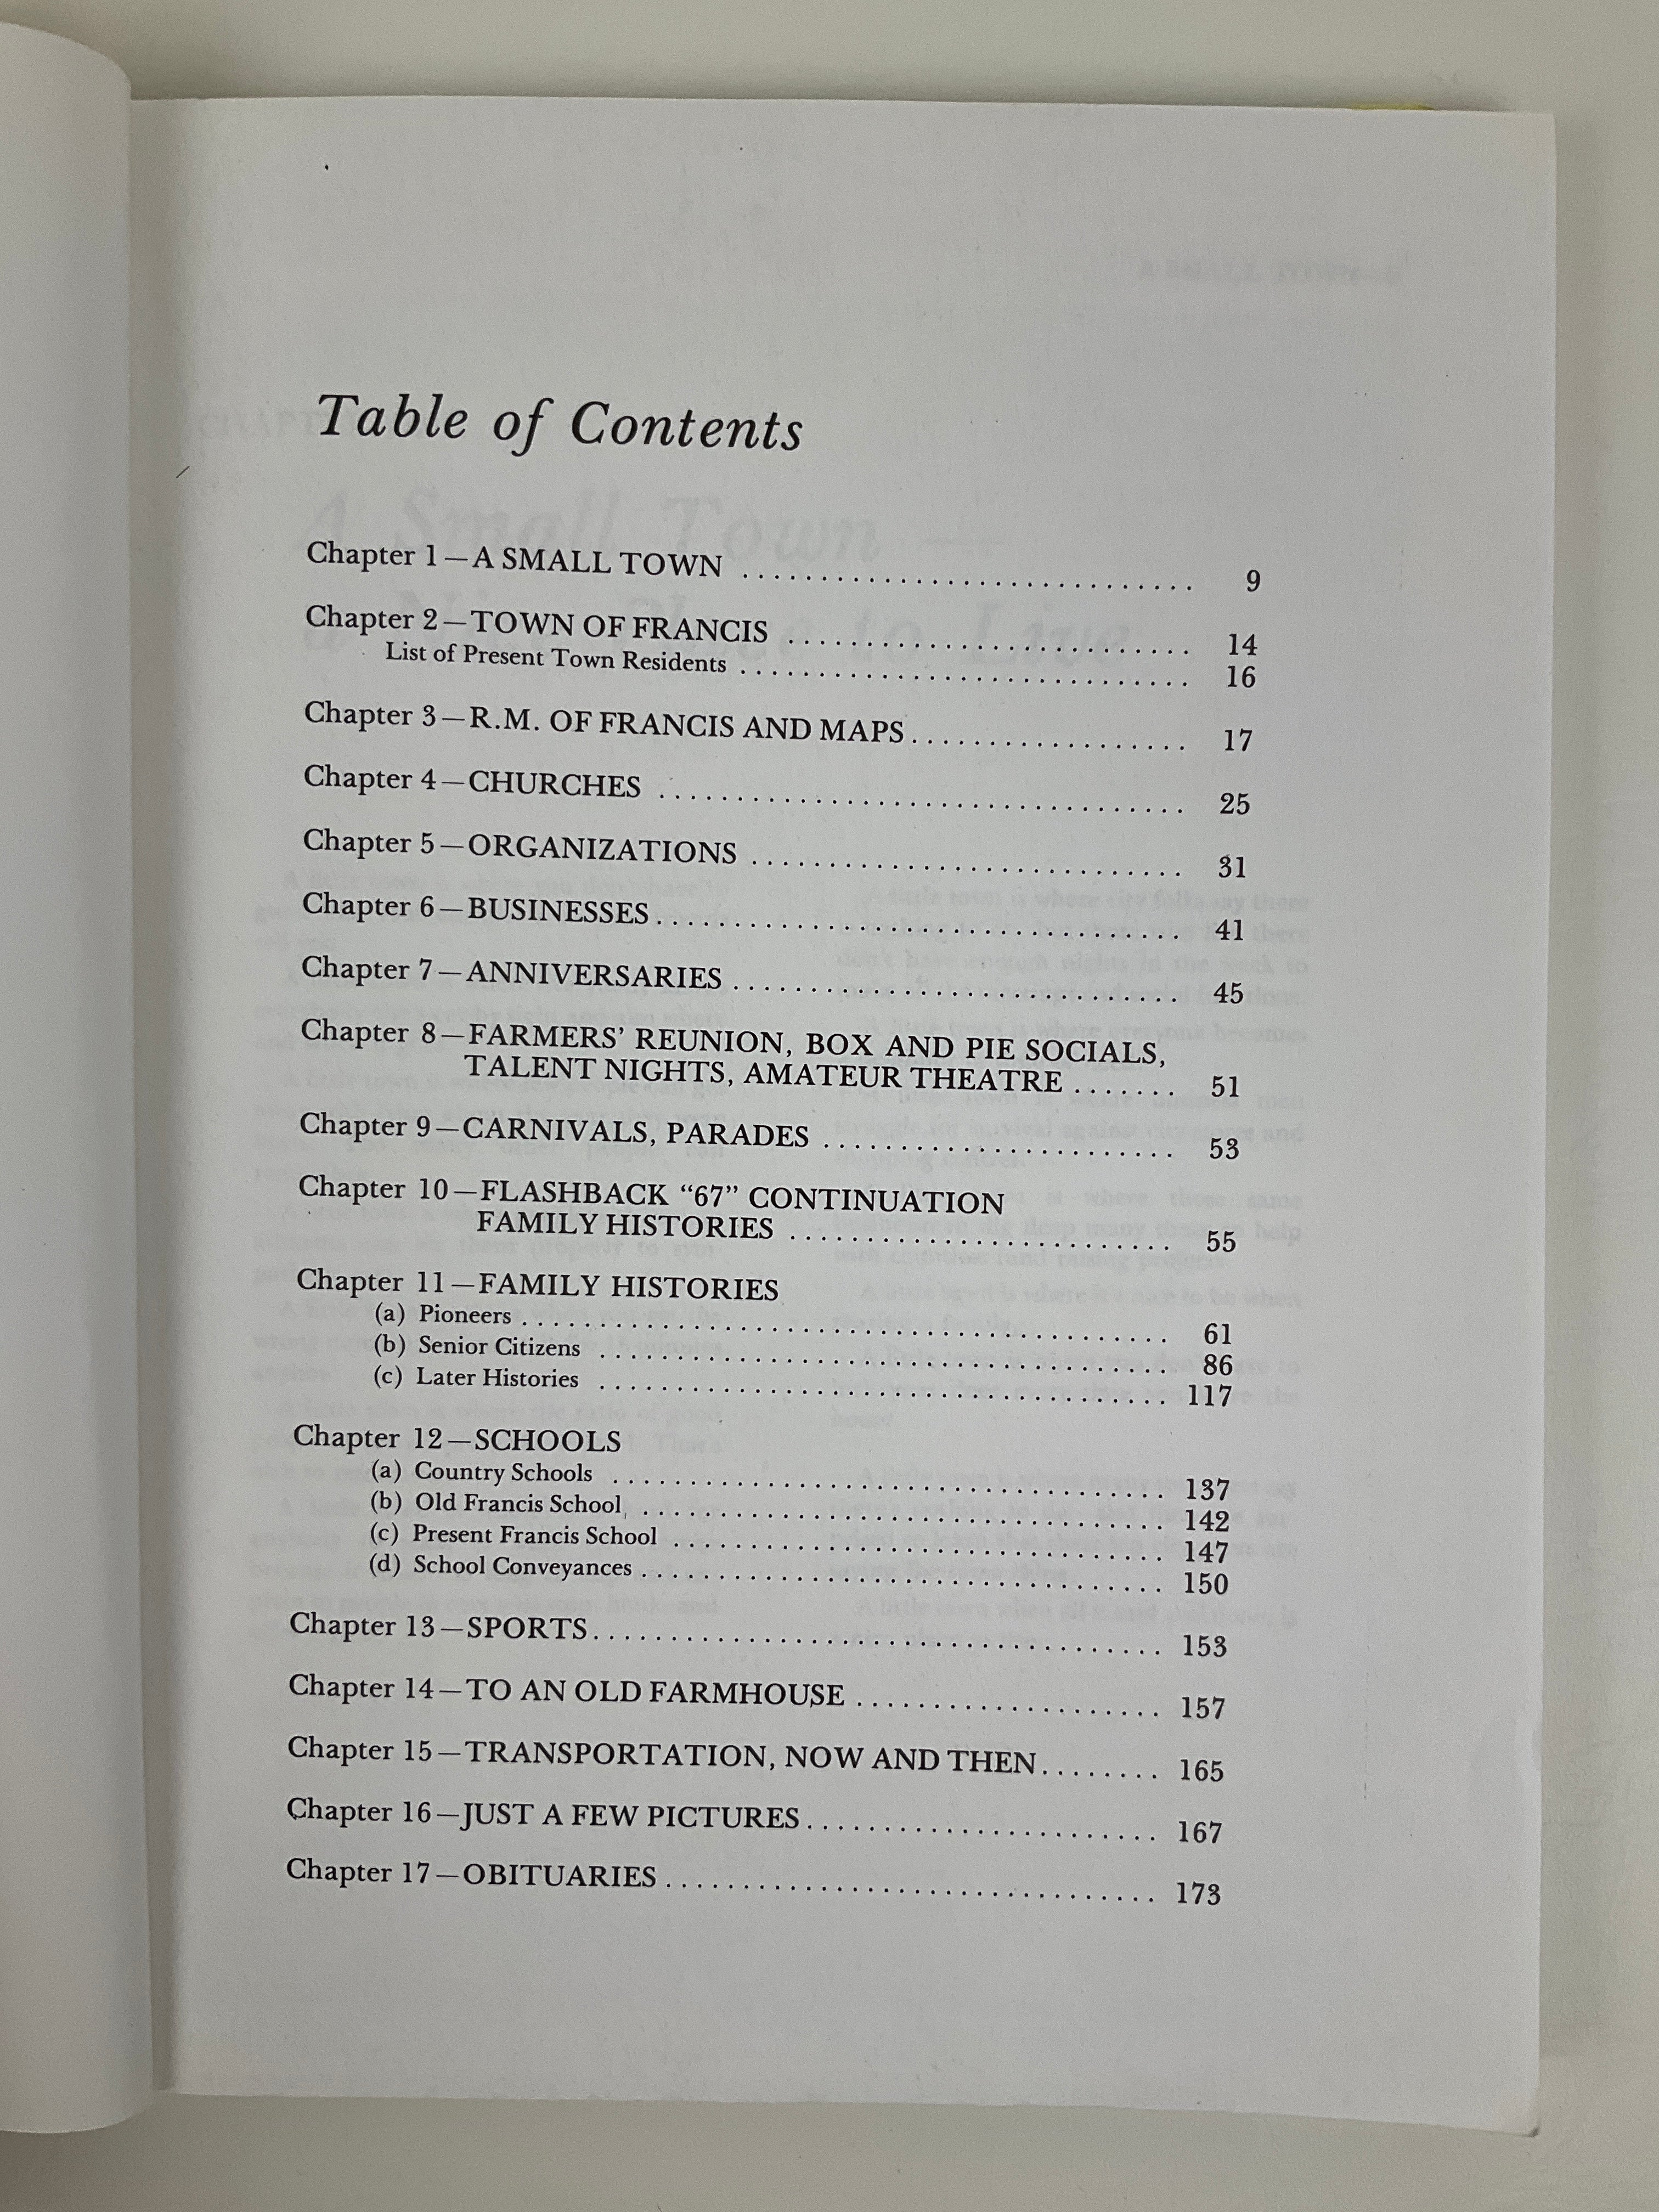 Table of Contents
Chapter 1—A SMALL TOWN .............................. 9
Chapter 2—TOWN OF FRANCIS .......................... 14
List of Present Town Residents ............................. 16
Chapter 3—R.M. OF FRANCIS AND MAPS.................. 17
Chapter 4—CHURCHES .................................. 25
Chapter 5—ORGANIZATIONS ............................ 31
Chapter 6—BUSINESSES.................................. 41
Chapter 7—ANNIVERSARIES ............................. 45
Chapter 8—FARMERS’ REUNION, BOX AND PIE SOCIALS,
TALENT NIGHTS, AMATEUR THEATRE ....... 51
Chapter 9—CARNIVALS, PARADES ....................... 53
Chapter 10—FLASHBACK “67” CONTINUATION
FAMILY HISTORIES ......................... 55
Chapter 11—FAMILY HISTORIES
(a) Pioneers .......................................... 61
(b) Senior Citizens ..................................... 86
(c) Later Histories ..................................... 117
Chapter 12—SCHOOLS
(a) Country Schools .................................... 137
(b) Old Francis School .................................. 142
(c) Present Francis School ................................ 147
(d) School Conveyances .................................. 150
Chapter 13—SPORTS..................................... 153
Chapter 14—TO AN OLD FARMHOUSE .................... 157
Chapter 15—TRANSPORTATION, NOW AND THEN........ 165
Chapter 16—JUST A FEW PICTURES....................... 167
Chapter 17—OBITUARIES ................................ 173